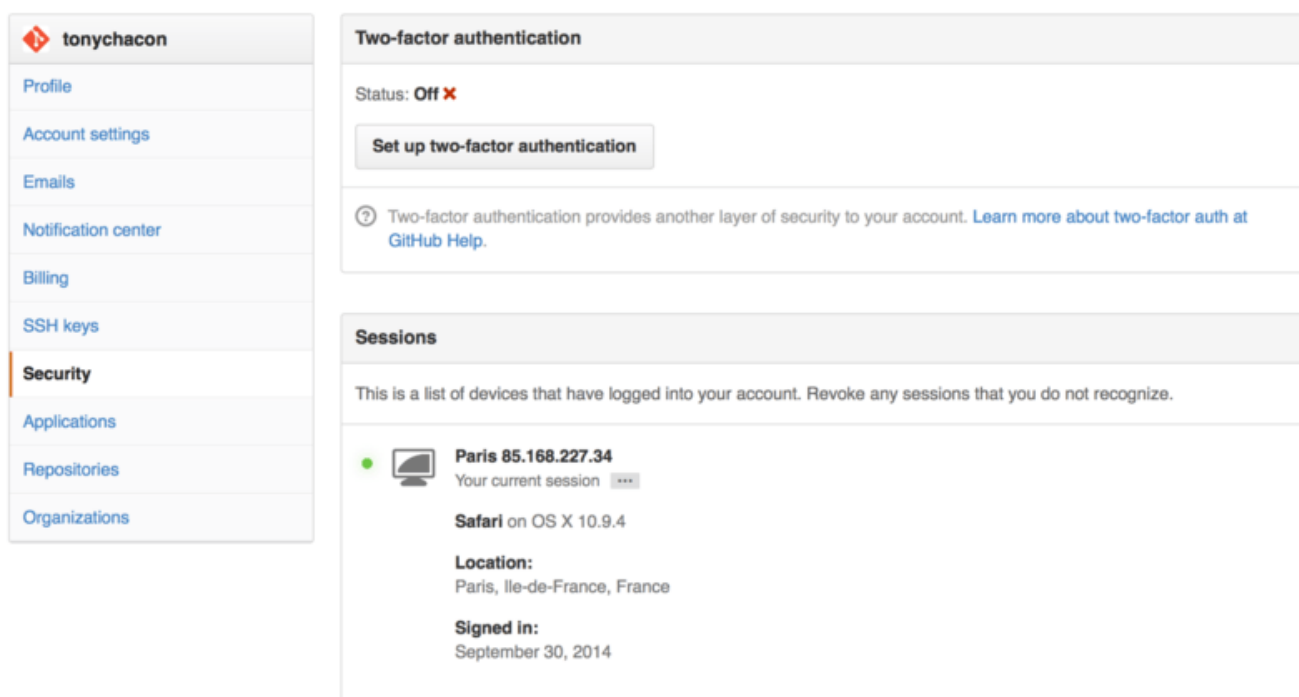 tonychacon
Profile
Account settings
Emails
Notification center
Billing
SSH keys
Security
Applications
Repositories
Organizations
Two-factor authentication
Status: Off
Set up two-factor authentication
Two-factor authentication provides another layer of security to your account. Learn more about two-factor auth at
GitHub Help.
Sessions
This is a list of devices that have logged into your account. Revoke any sessions that you do not recognize.
Paris 85.168.227.34
Your current session ...
Safari on OS X 10.9.4
Location:
Paris, Ile-de-France, France
Signed in:
September 30, 2014